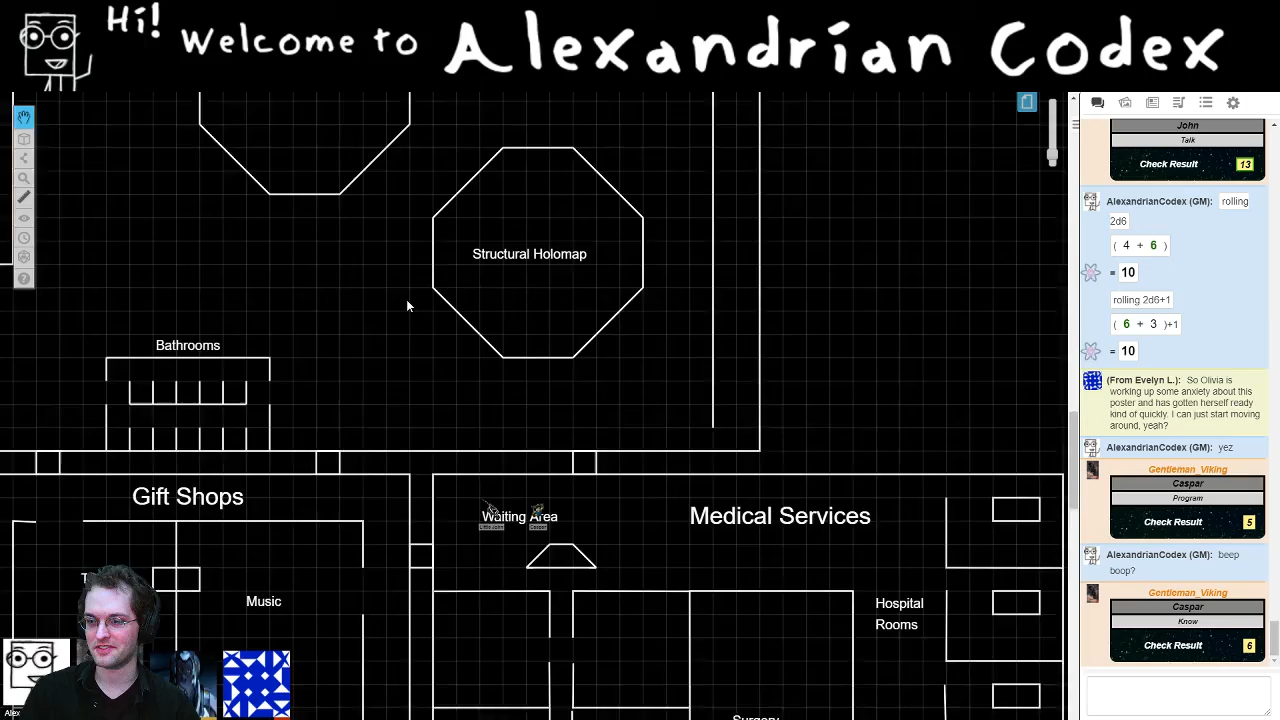 Hi! Welcome to Alexandrian Codex
Structural Holomap
Bathrooms
Gift Shops
Waiting Area
Medical Services
Music
Hospital
Rooms
Alex
John
Talk
Check Result 13
AlexandrianCodex (GM): rolling
2d6
( 4 + 6 )
= 10
rolling 2d6+1
( 6 + 3 )+1
= 10
(From Evelyn L.): So Olivia is
working up some anxiety about this
poster and has gotten herself ready
kind of quickly. I can just start moving
around, yeah?
AlexandrianCodex (GM): yez
Gentleman_Viking
Caspar
Program
Check Result 5
AlexandrianCodex (GM): beep
boop?
Gentleman_Viking
Caspar
Know
Check Result 6